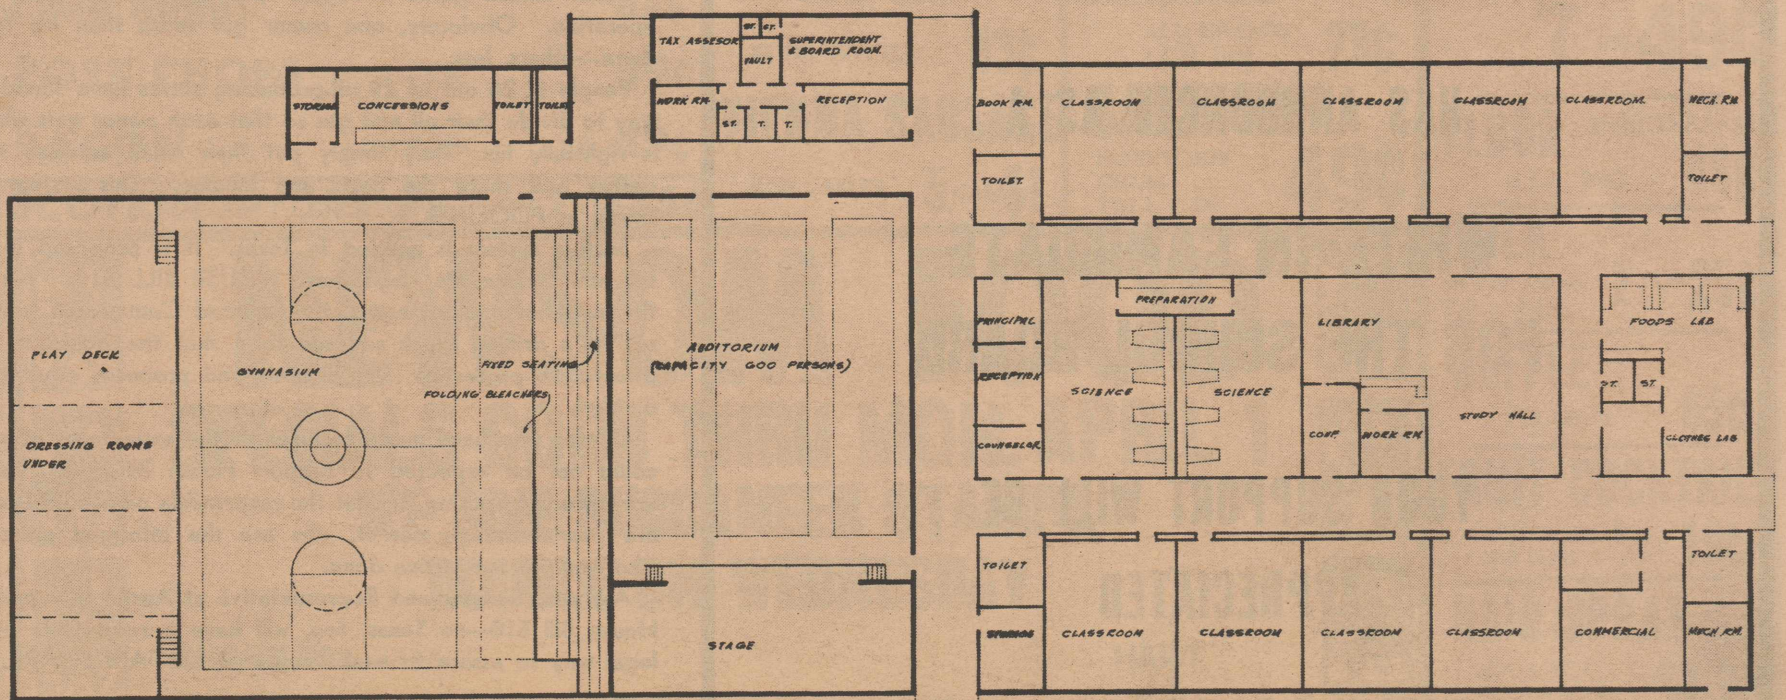 TAX ASSESOR
ST.
ST.
VAULT
SUPERINTENDENT
& BOARD ROOM.
WORK RM.
ST.
T.
T.
RECEPTION
STORAGE
CONCESSIONS
TOILET
TOILET
BOOK RM.
CLASSROOM
CLASSROOM
CLASSROOM
CLASSROOM
CLASSROOM.
MECH. RM.
TOILET.
TOILET
PLAY DECK
DRESSING ROOMS
UNDER
GYMNASIUM
FIXED SEATING
FOLDING BLEACHERS
AUDITORIUM
(CAPACITY 600 PERSONS)
STAGE
PRINCIPAL
RECEPTION
COUNSELOR
PREPARATION
SCIENCE
SCIENCE
LIBRARY
CONF.
WORK RM
STUDY HALL
FOODS LAB
ST.
ST.
CLOTHES LAB
TOILET
STORAGE
CLASSROOM
CLASSROOM
CLASSROOM
CLASSROOM
COMMERCIAL
TOILET
MECH. RM.